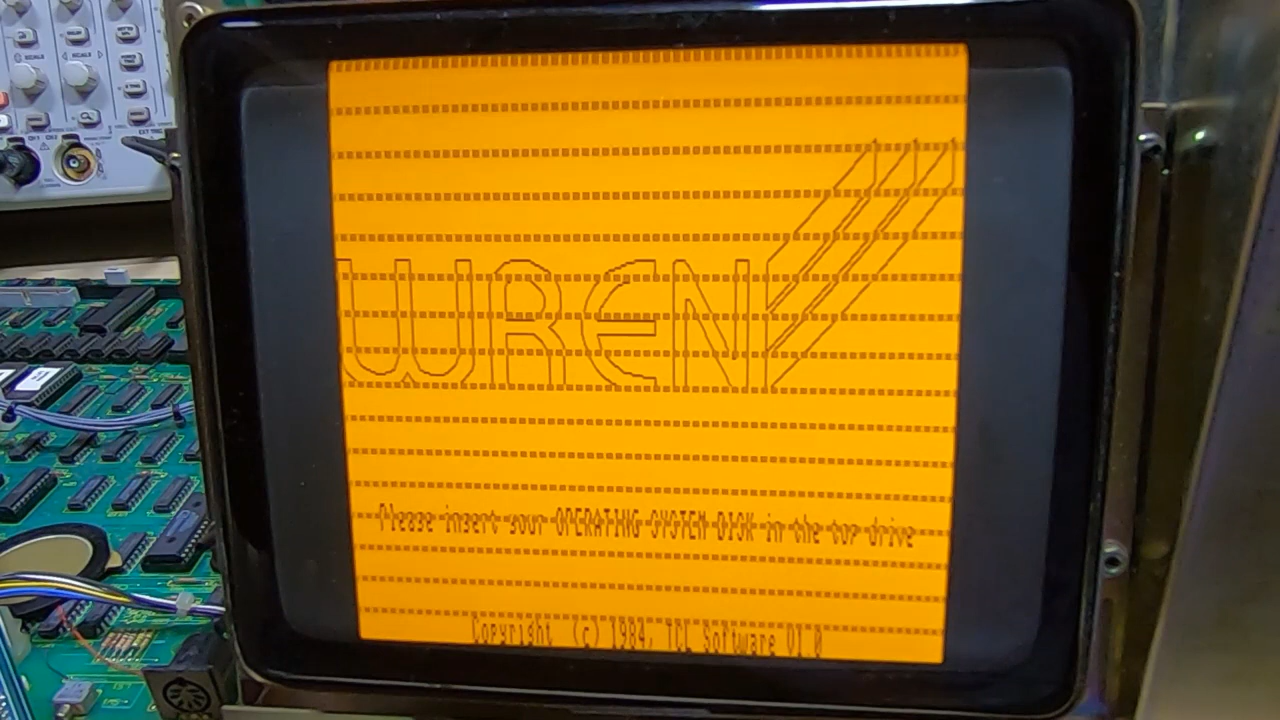 WREN
Please insert your OPERATING SYSTEM DISK in the top drive
Copyright (c) 1984, TCL Software V1.0